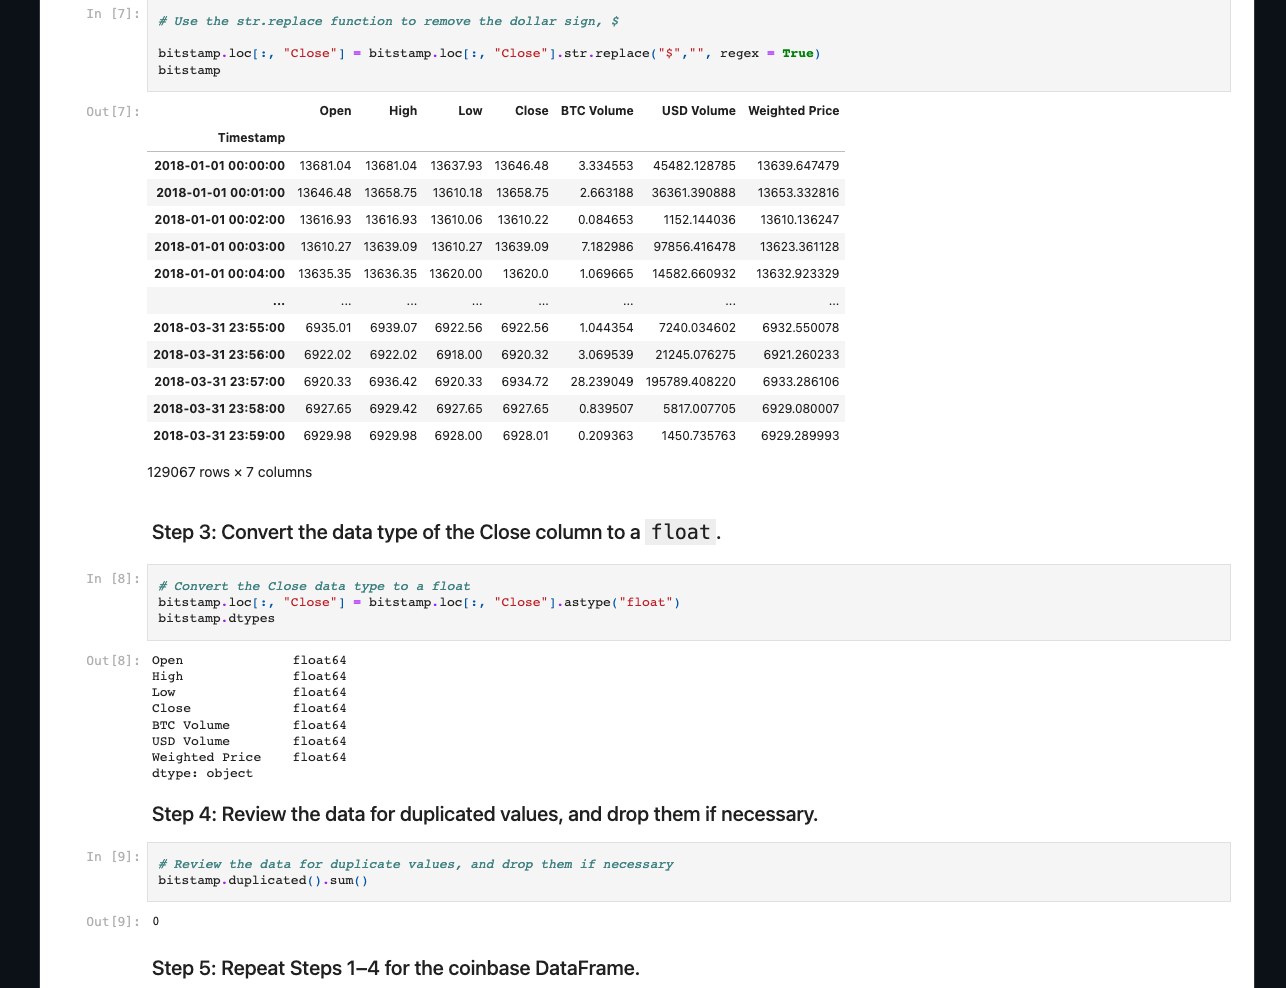 In [7]:
# Use the str.replace function to remove the dollar sign, $
bitstamp.loc[:, "Close"] = bitstamp.loc[:, "Close"].str.replace("$","", regex = True)
bitstamp
Out[7]:
Open High Low Close BTC Volume USD Volume Weighted Price
Timestamp
2018-01-01 00:00:00 13681.04 13681.04 13637.93 13646.48 3.334553 45482.128785 13639.647479
2018-01-01 00:01:00 13646.48 13658.75 13610.18 13658.75 2.663188 36361.390888 13653.332816
2018-01-01 00:02:00 13616.93 13616.93 13610.06 13610.22 0.084653 1152.144036 13610.136247
2018-01-01 00:03:00 13610.27 13639.09 13610.27 13639.09 7.182986 97856.416478 13623.361128
2018-01-01 00:04:00 13635.35 13636.35 13620.00 13620.0 1.069665 14582.660932 13632.923329
... ... ... ... ... ... ... ...
2018-03-31 23:55:00 6935.01 6939.07 6922.56 6922.56 1.044354 7240.034602 6932.550078
2018-03-31 23:56:00 6922.02 6922.02 6918.00 6920.32 3.069539 21245.076275 6921.260233
2018-03-31 23:57:00 6920.33 6936.42 6920.33 6934.72 28.239049 195789.408220 6933.286106
2018-03-31 23:58:00 6927.65 6929.42 6927.65 6927.65 0.839507 5817.007705 6929.080007
2018-03-31 23:59:00 6929.98 6929.98 6928.00 6928.01 0.209363 1450.735763 6929.289993
129067 rows × 7 columns
Step 3: Convert the data type of the Close column to a float.
In [8]:
# Convert the Close data type to a float
bitstamp.loc[:, "Close"] = bitstamp.loc[:, "Close"].astype("float")
bitstamp.dtypes
Out[8]:
Open float64
High float64
Low float64
Close float64
BTC Volume float64
USD Volume float64
Weighted Price float64
dtype: object
Step 4: Review the data for duplicated values, and drop them if necessary.
In [9]:
# Review the data for duplicate values, and drop them if necessary
bitstamp.duplicated().sum()
Out[9]: 0
Step 5: Repeat Steps 1–4 for the coinbase DataFrame.